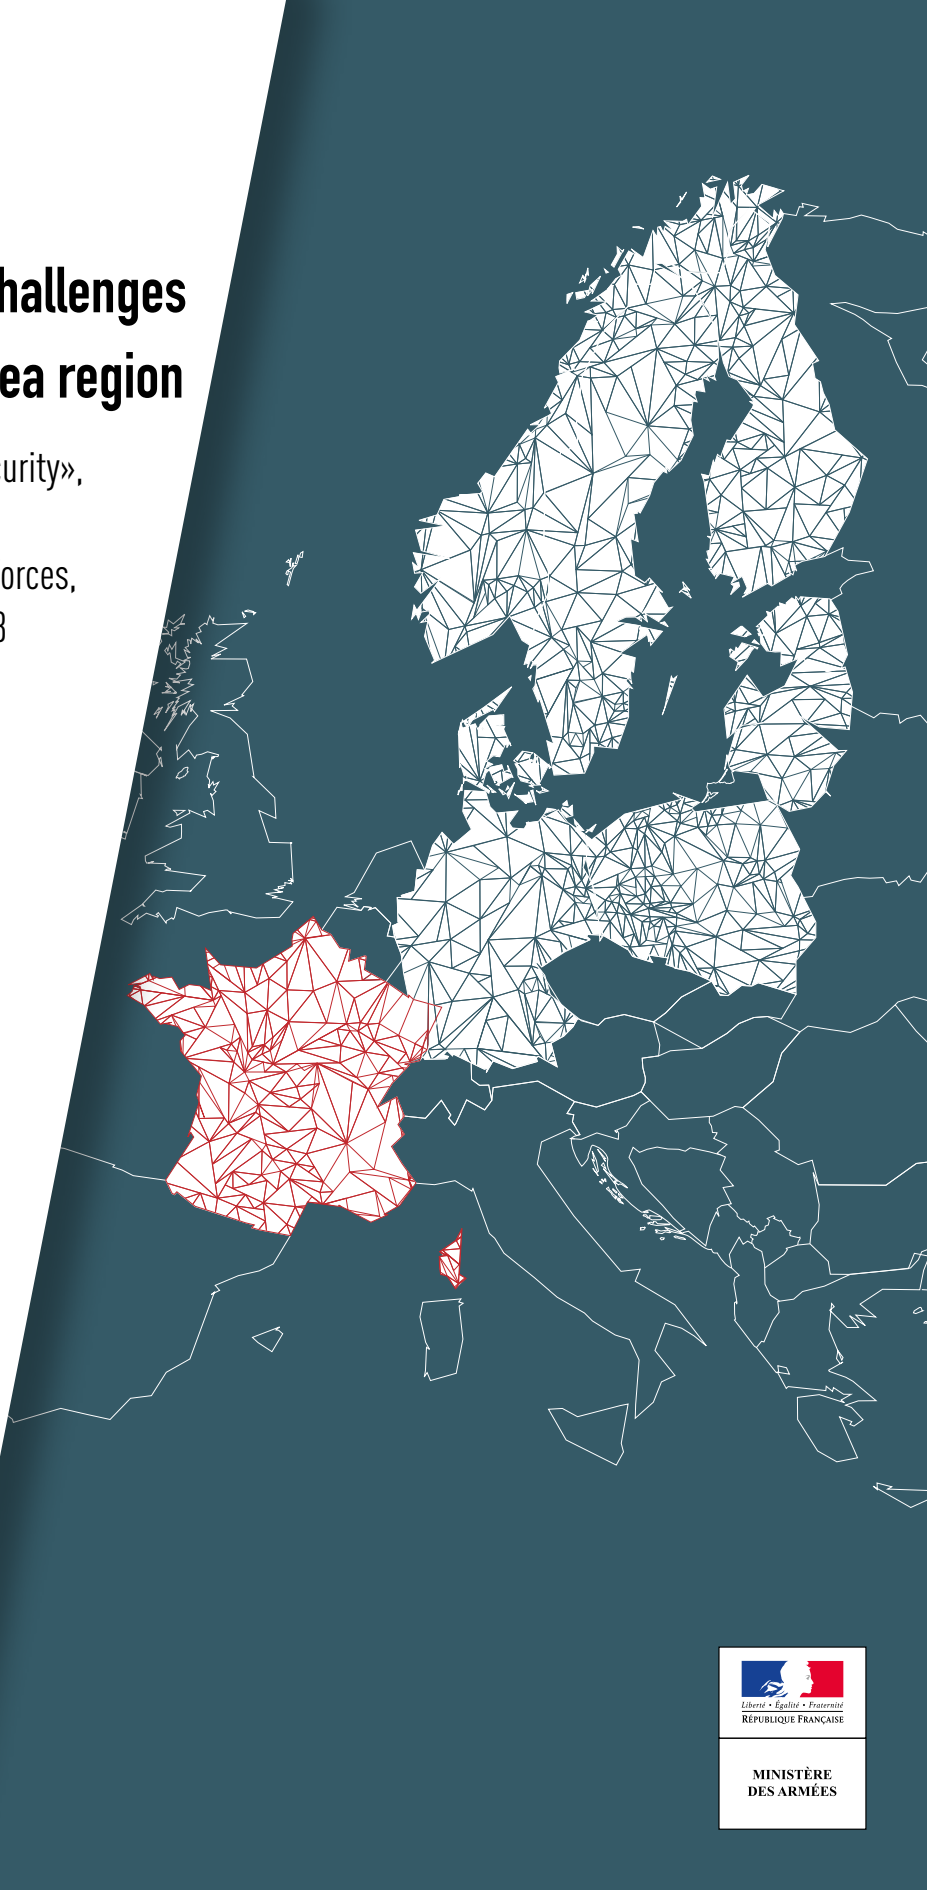 hallenges
ea region
urity»,
orces,
Liberté • Égalité • Fraternité
RÉPUBLIQUE FRANÇAISE
MINISTÈRE
DES ARMÉES